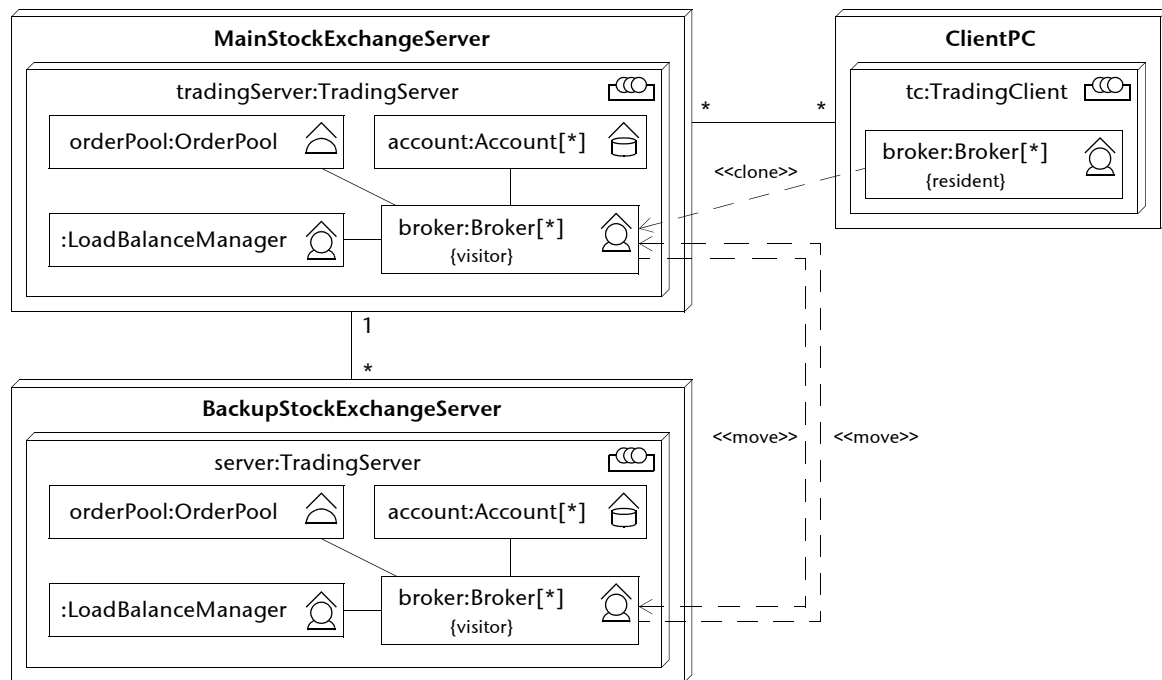 MainStockExchangeServer
tradingServer:TradingServer
orderPool:OrderPool
account:Account[*]
:LoadBalanceManager
broker:Broker[*]
{visitor}
ClientPC
tc:TradingClient
broker:Broker[*]
{resident}
*
*
<<clone>>
1
*
<<move>>
<<move>>
BackupStockExchangeServer
server:TradingServer
orderPool:OrderPool
account:Account[*]
:LoadBalanceManager
broker:Broker[*]
{visitor}